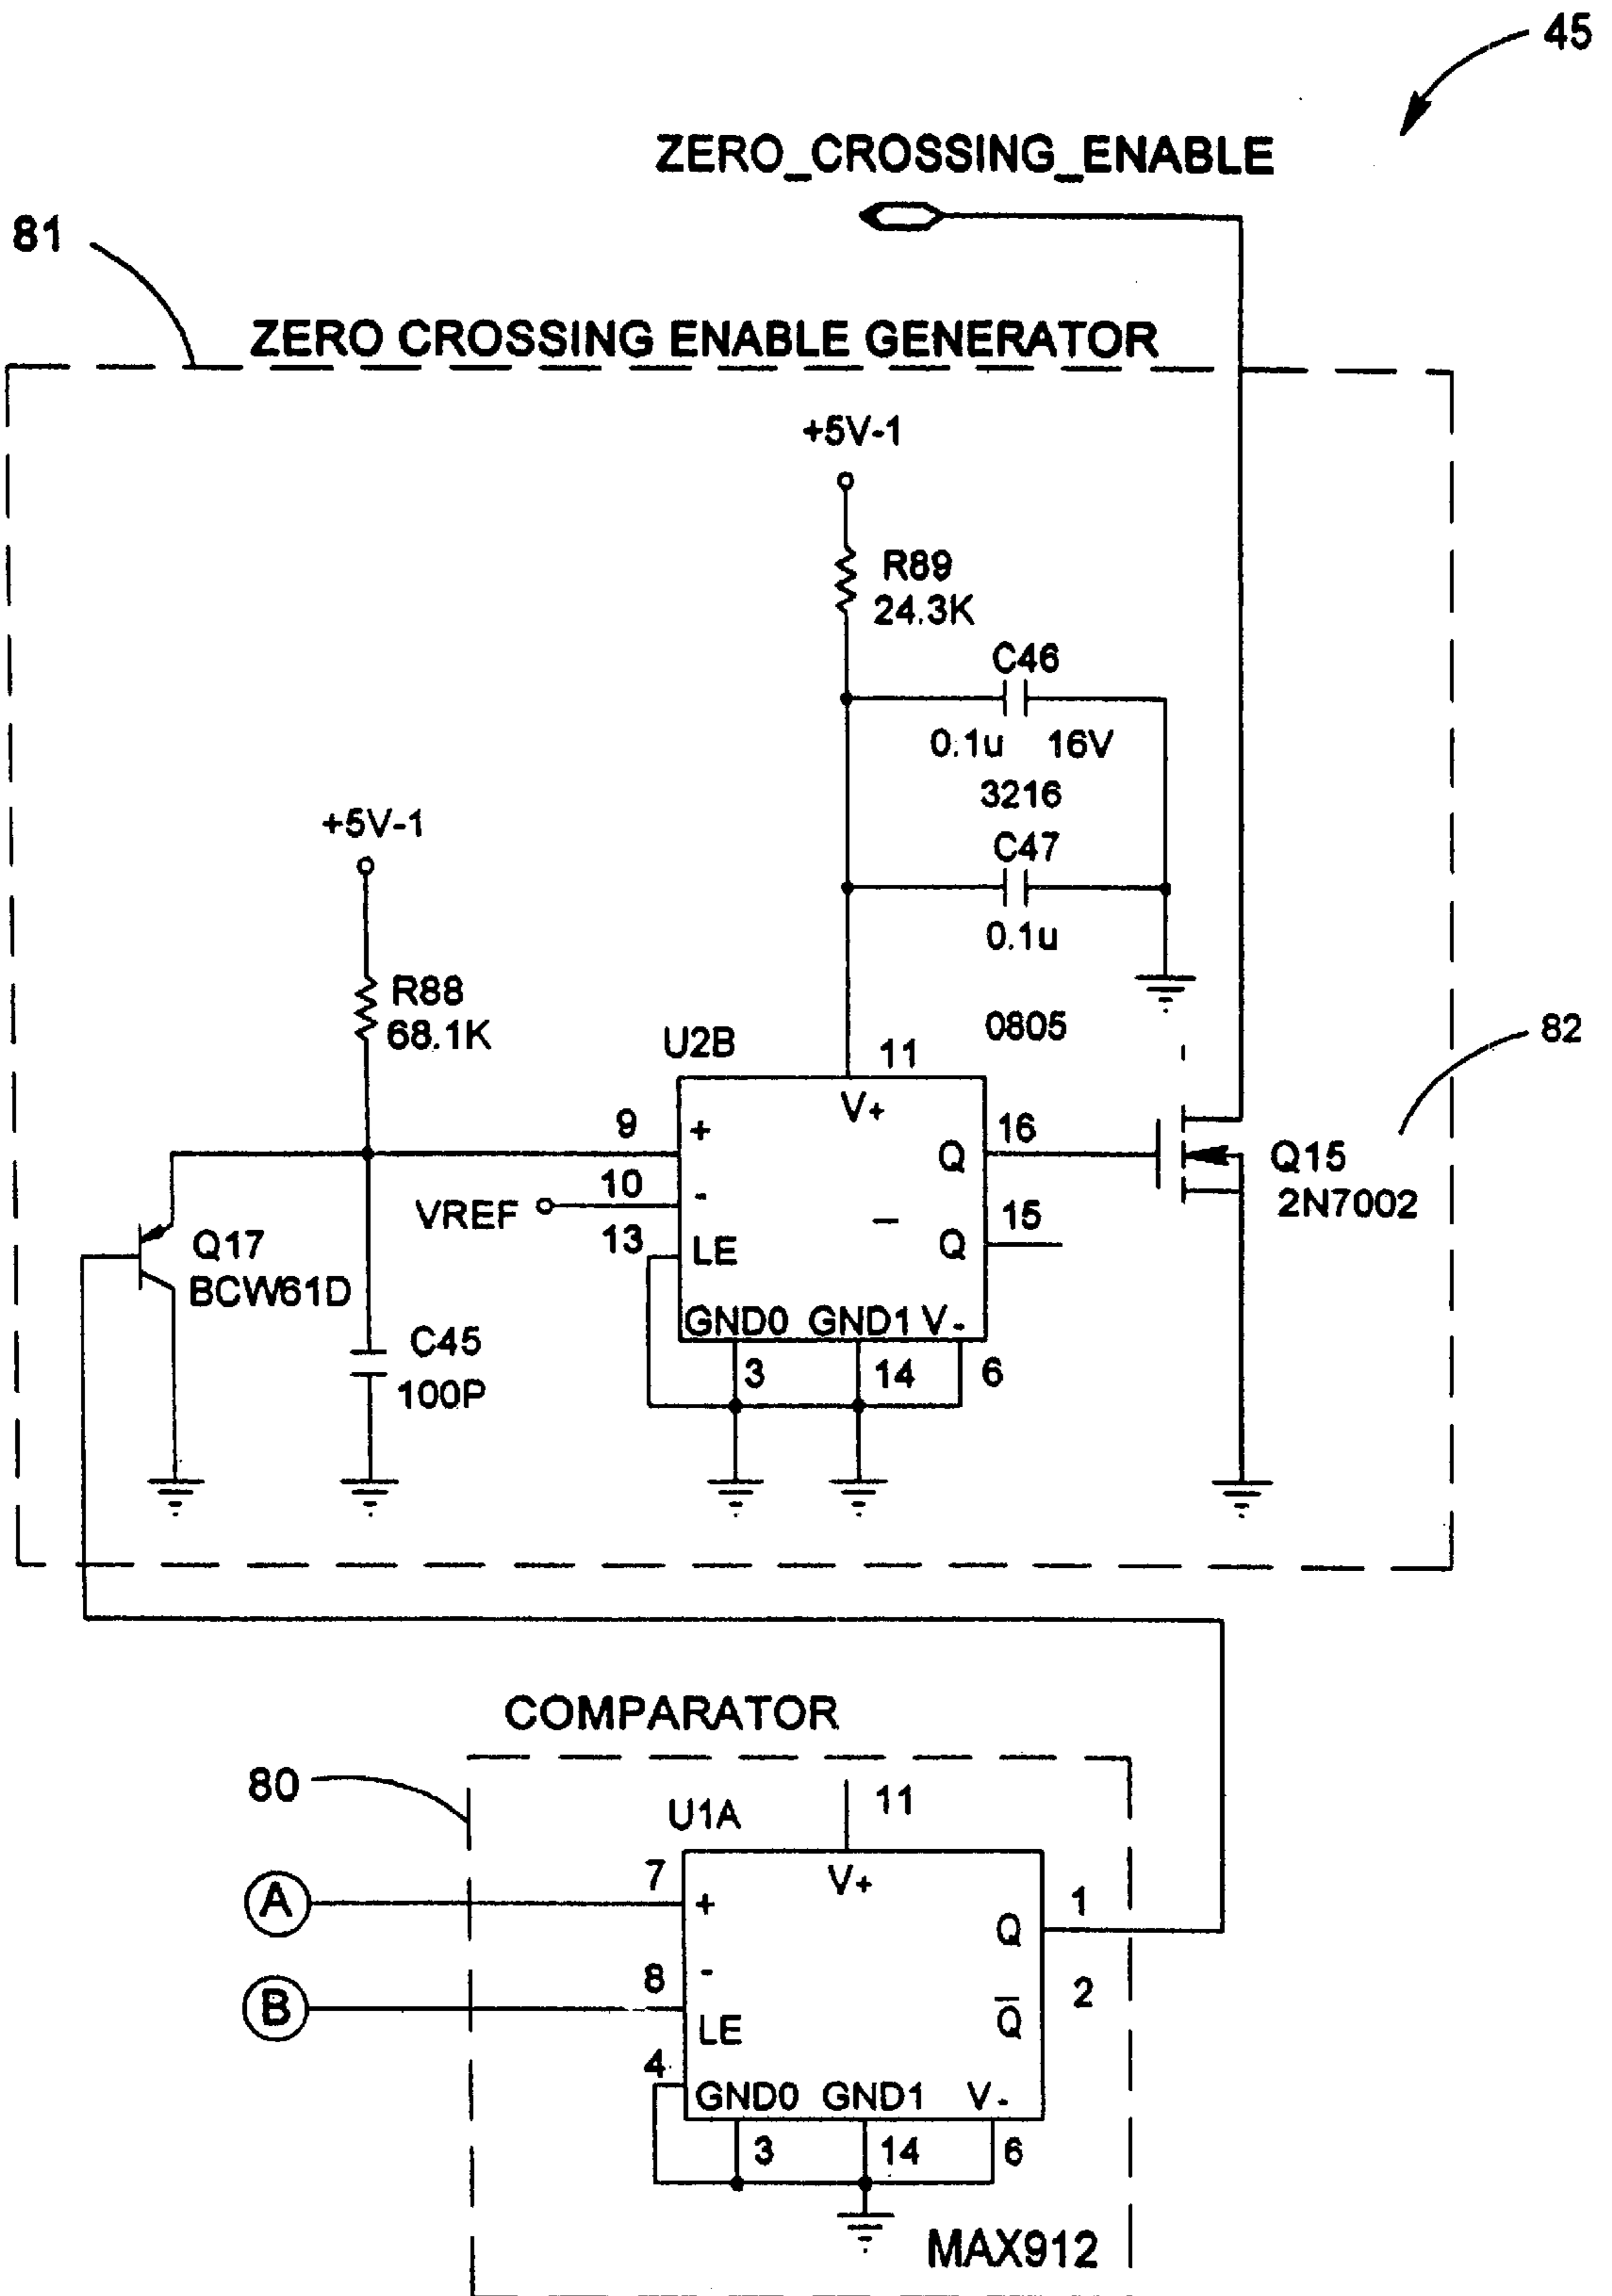 45
ZERO_CROSSING_ENABLE
81
ZERO CROSSING ENABLE GENERATOR
+5V-1
R89
24.3K
C46
0.1u 16V
3216
+5V-1
C47
0.1u
R88
68.1K
0805
82
U2B
11
V+
9
+
Q
16
10
-
VREF
Q15
2N7002
13
LE
Q
15
Q17
BCW61D
GND0 GND1 V-
C45
100P
3
14
6
COMPARATOR
80
U1A
11
V+
A
7
+
Q
1
B
8
-
LE
Q
2
4
GND0 GND1 V-
3
14
6
MAX912